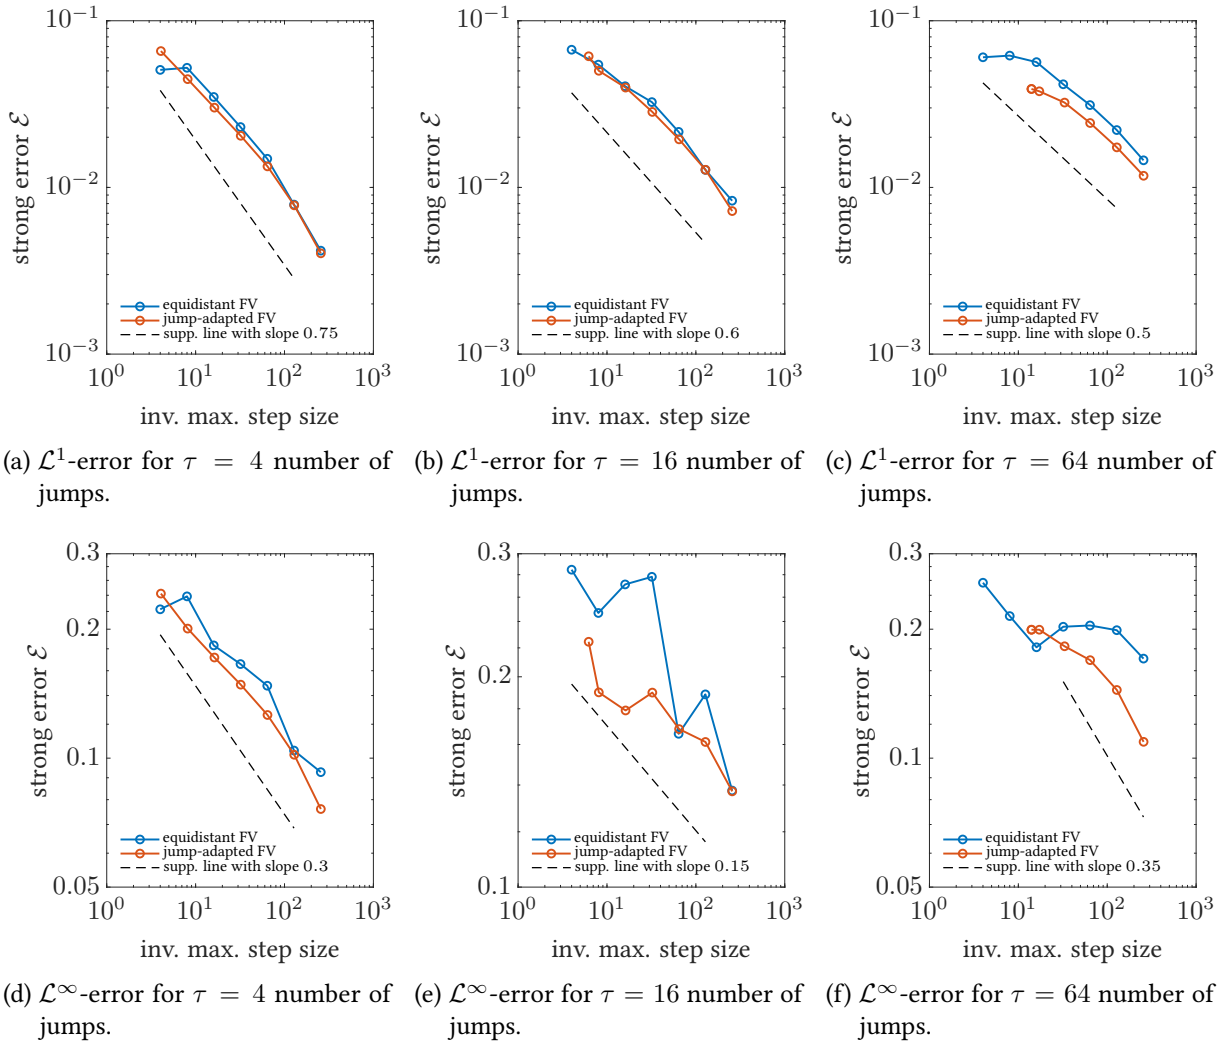 10^{-1}
10^{-2}
10^{-3}
strong error ℰ
10^0 10^1 10^2 10^3
inv. max. step size
equidistant FV
jump-adapted FV
supp. line with slope 0.75
(a) ℒ^1-error for τ = 4 number of
jumps.
10^{-1}
10^{-2}
10^{-3}
strong error ℰ
10^0 10^1 10^2 10^3
inv. max. step size
equidistant FV
jump-adapted FV
supp. line with slope 0.6
(b) ℒ^1-error for τ = 16 number of
jumps.
10^{-1}
10^{-2}
10^{-3}
strong error ℰ
10^0 10^1 10^2 10^3
inv. max. step size
equidistant FV
jump-adapted FV
supp. line with slope 0.5
(c) ℒ^1-error for τ = 64 number of
jumps.
0.3
0.2
0.1
0.05
strong error ℰ
10^0 10^1 10^2 10^3
inv. max. step size
equidistant FV
jump-adapted FV
supp. line with slope 0.3
(d) ℒ^∞-error for τ = 4 number of
jumps.
0.3
0.2
0.1
strong error ℰ
10^0 10^1 10^2 10^3
inv. max. step size
equidistant FV
jump-adapted FV
supp. line with slope 0.15
(e) ℒ^∞-error for τ = 16 number of
jumps.
0.3
0.2
0.1
0.05
strong error ℰ
10^0 10^1 10^2 10^3
inv. max. step size
equidistant FV
jump-adapted FV
supp. line with slope 0.35
(f) ℒ^∞-error for τ = 64 number of
jumps.